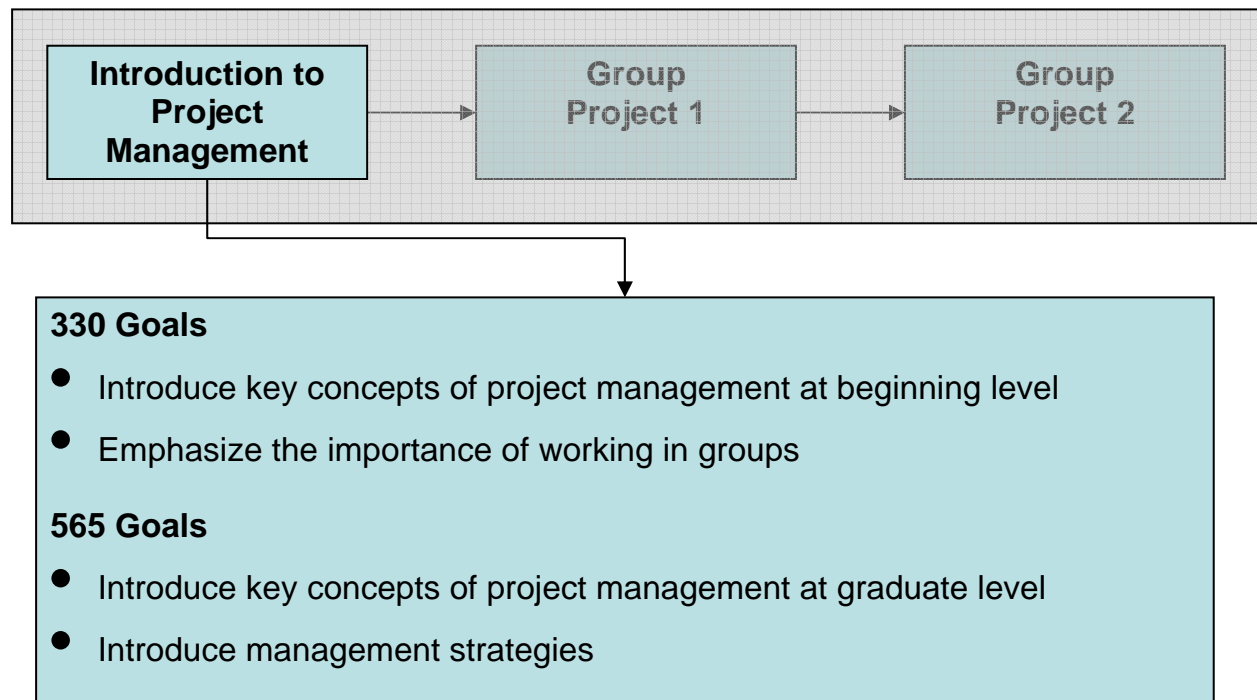 Introduction to
Project
Management
Group
Project 1
Group
Project 2
330 Goals
● Introduce key concepts of project management at beginning level
● Emphasize the importance of working in groups
565 Goals
● Introduce key concepts of project management at graduate level
● Introduce management strategies